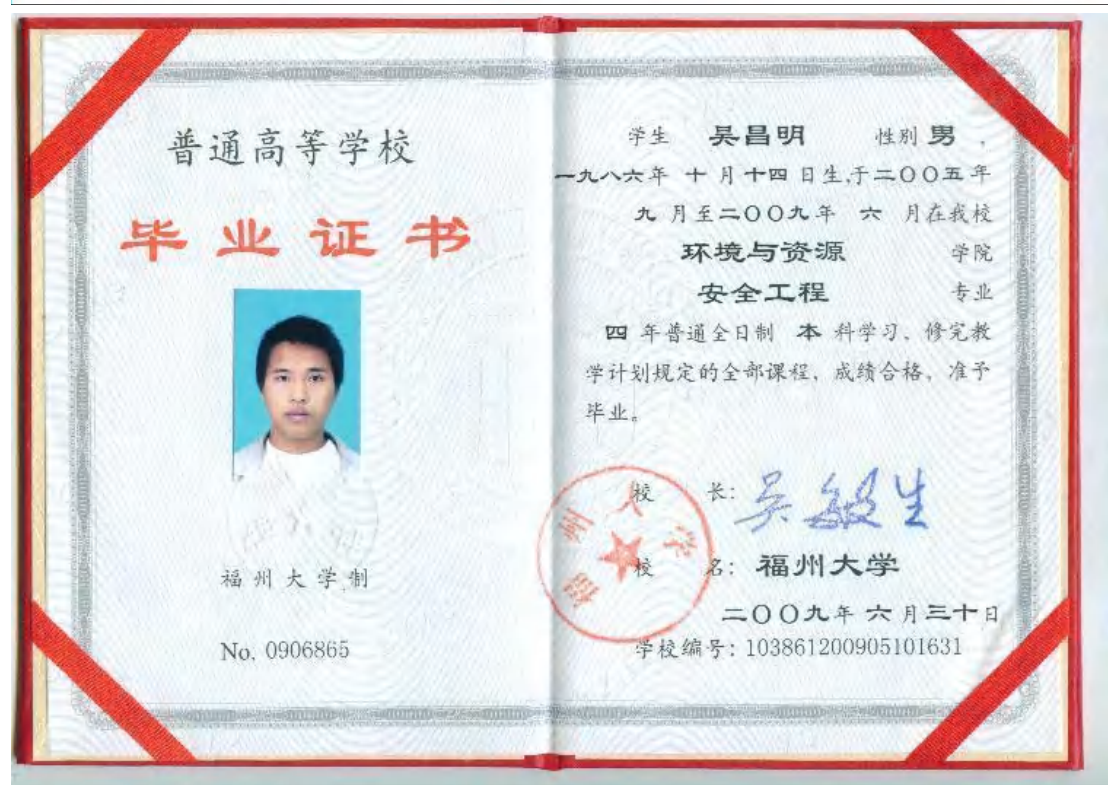 普通高等学校
毕业证书
福州大学制
No. 0906865
学生 吴昌明 性别 男，
一九八六年 十 月 十四 日生,于二〇〇五年
九 月至二〇〇九年 六 月在我校
环境与资源 学院
安全工程 专业
四 年普通全日制 本 科学习、修完教
学计划规定的全部课程、成绩合格、准予
毕业。
校 长: 吴敏生
福州大学
校 名: 福州大学
二〇〇九年 六 月三十日
学校编号: 103861200905101631